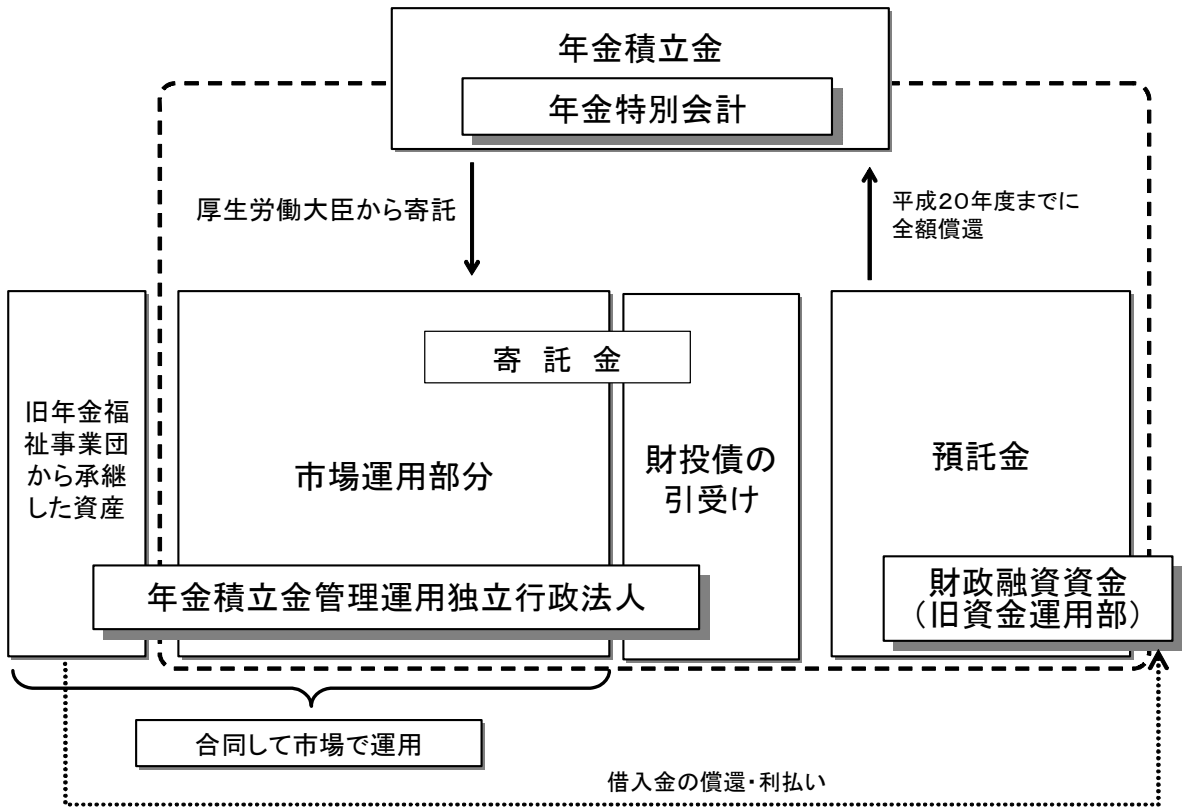 年金積立金
年金特別会計
厚生労働大臣から寄託
平成20年度までに
全額償還
寄 託 金
旧年金福
祉事業団
から承継
した資産
市場運用部分
財投債の
引受け
預託金
年金積立金管理運用独立行政法人
財政融資資金
(旧資金運用部)
合同して市場で運用
借入金の償還・利払い